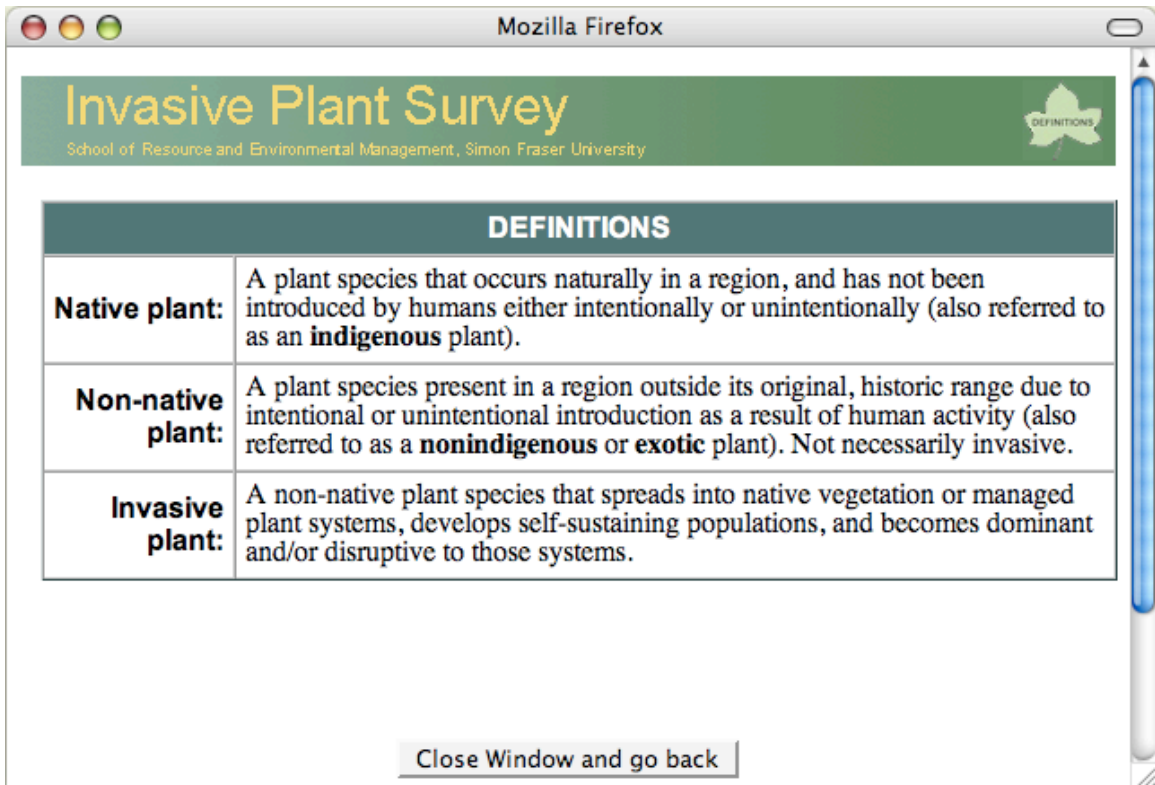 Mozilla Firefox
Invasive Plant Survey
School of Resource and Environmental Management, Simon Fraser University
DEFINITIONS
DEFINITIONS
Native plant:
A plant species that occurs naturally in a region, and has not been
introduced by humans either intentionally or unintentionally (also referred to
as an indigenous plant).
Non-native
plant:
A plant species present in a region outside its original, historic range due to
intentional or unintentional introduction as a result of human activity (also
referred to as a nonindigenous or exotic plant). Not necessarily invasive.
Invasive
plant:
A non-native plant species that spreads into native vegetation or managed
plant systems, develops self-sustaining populations, and becomes dominant
and/or disruptive to those systems.
Close Window and go back